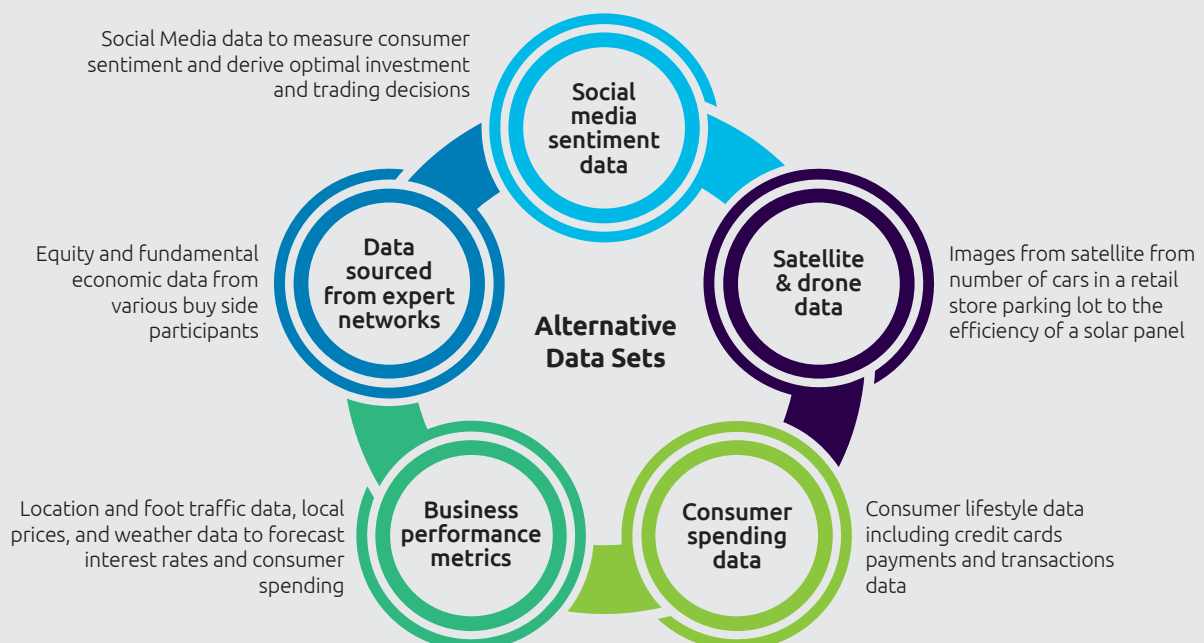 Social Media data to measure consumer
sentiment and derive optimal investment
and trading decisions
Social
media
sentiment
data
Equity and fundamental
economic data from
various buy side
participants
Data
sourced
from expert
networks
Alternative
Data Sets
Satellite
& drone
data
Images from satellite from
number of cars in a retail
store parking lot to the
efficiency of a solar panel
Location and foot traffic data, local
prices, and weather data to forecast
interest rates and consumer
spending
Business
performance
metrics
Consumer
spending
data
Consumer lifestyle data
including credit cards
payments and transactions
data